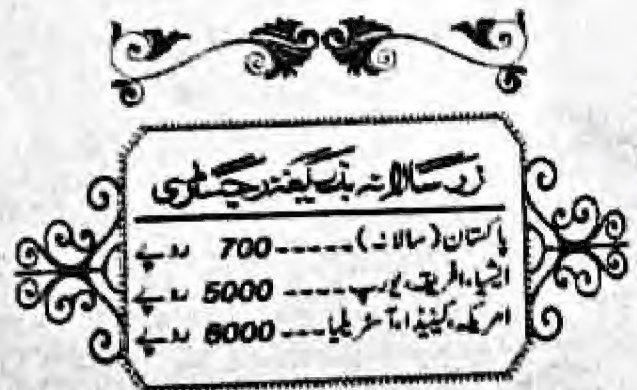 زرِ سالانہ بذریعہ رجسٹری
پاکستان (سالانہ)-----700 روپے
ایشیا، افریقہ، یورپ----5000 روپے
امریکہ، کینیڈا، آسٹریلیا---6000 روپے